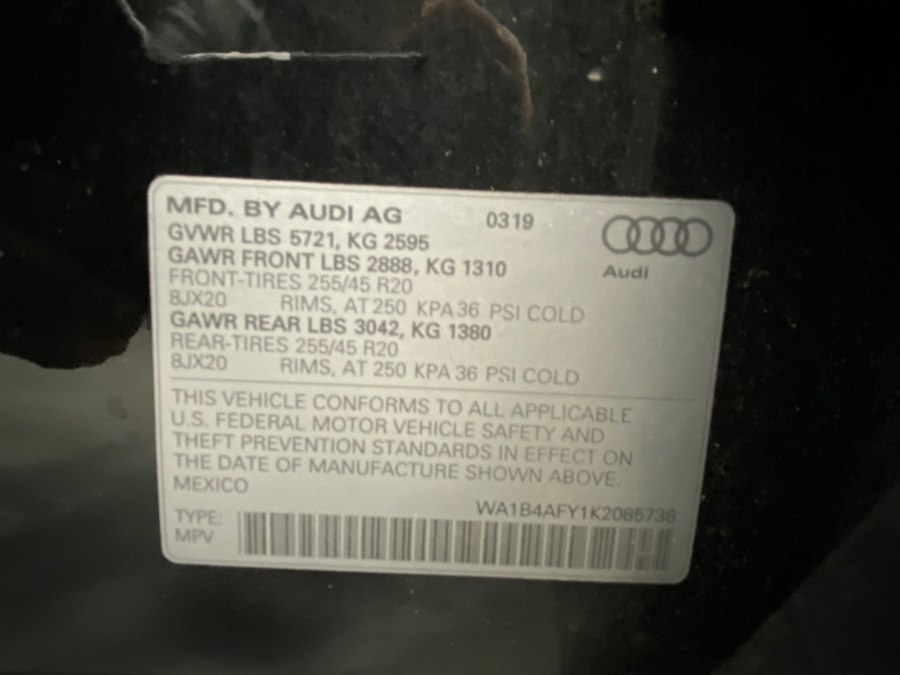 MFD. BY AUDI AG 0319
GVWR LBS 5721, KG 2595
GAWR FRONT LBS 2888, KG 1310
Audi
FRONT-TIRES 255/45 R20
8JX20 RIMS, AT 250 KPA 36 PSI COLD
GAWR REAR LBS 3042, KG 1380
REAR-TIRES 255/45 R20
8JX20 RIMS, AT 250 KPA 36 PSI COLD
THIS VEHICLE CONFORMS TO ALL APPLICABLE
U.S. FEDERAL MOTOR VEHICLE SAFETY AND
THEFT PREVENTION STANDARDS IN EFFECT ON
THE DATE OF MANUFACTURE SHOWN ABOVE.
MEXICO
WA1B4AFY1K2085738
TYPE:
MPV